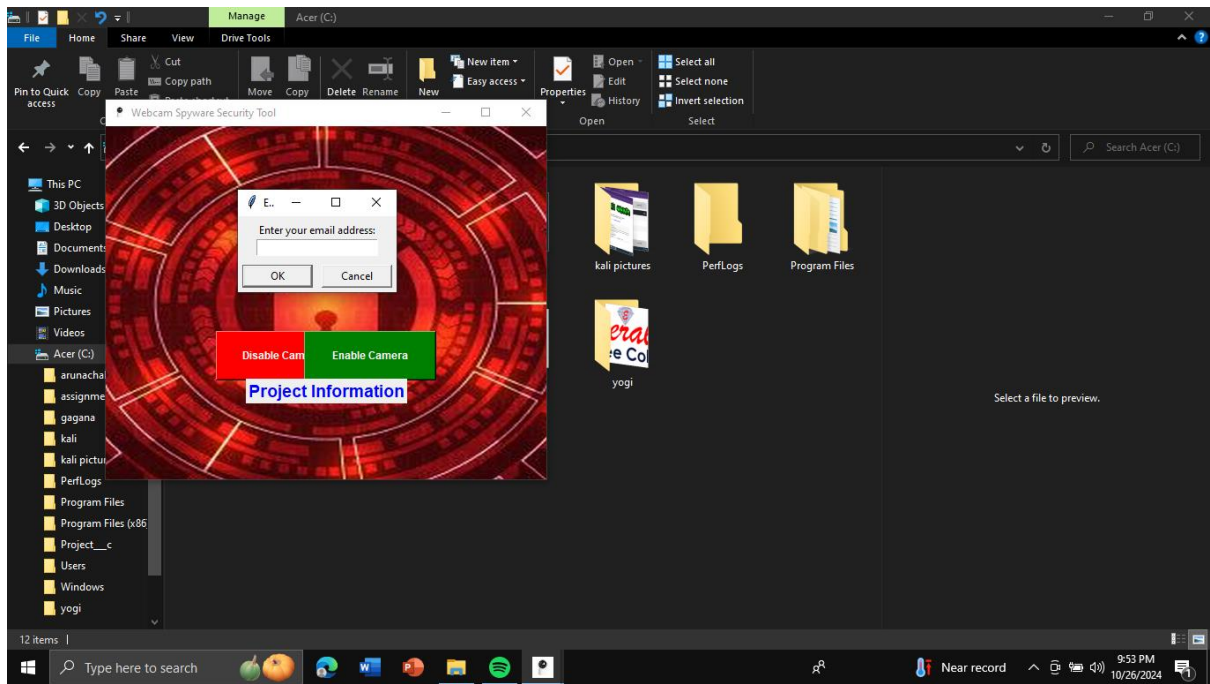 Manage
Acer (C:)
File Home Share View Drive Tools
Pin to Quick access
Copy
Paste
Cut
Copy path
Move
Copy
Delete
Rename
New
New item
Easy access
Properties
Open
Edit
History
Open
Select all
Select none
Invert selection
Select
Webcam Spyware Security Tool
Search Acer (C:)
E..
Enter your email address:
OK Cancel
Disable Cam
Enable Camera
Project Information
This PC
3D Objects
Desktop
Documents
Downloads
Music
Pictures
Videos
Acer (C:)
arunacha
assignme
gagana
kali
kali pictu
PerfLogs
Program Files
Program Files (x86
Project__c
Users
Windows
yogi
kali pictures
PerfLogs
Program Files
yogi
Select a file to preview.
12 items
Type here to search
Near record
9:53 PM
10/26/2024
1